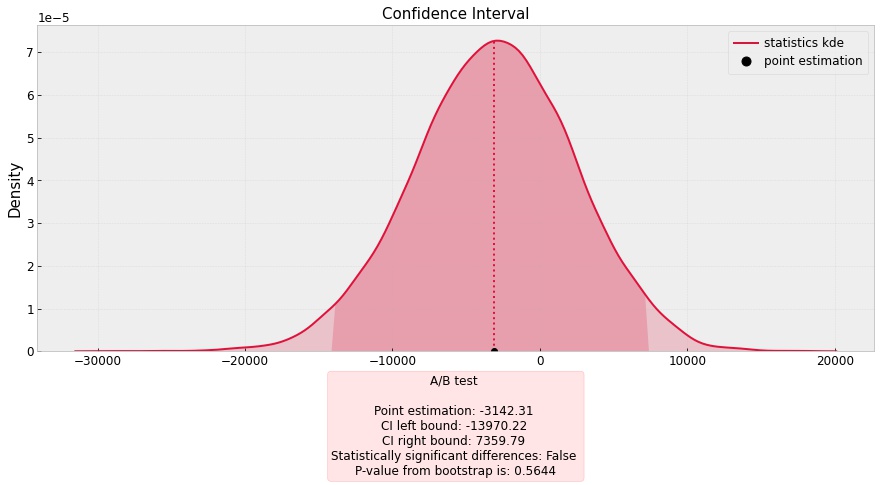 Confidence Interval
1e−5
statistics kde
point estimation
7
6
5
4
3
2
1
0
Density
−30000 −20000 −10000 0 10000 20000
A/B test
Point estimation: -3142.31
CI left bound: -13970.22
CI right bound: 7359.79
Statistically significant differences: False
P-value from bootstrap is: 0.5644